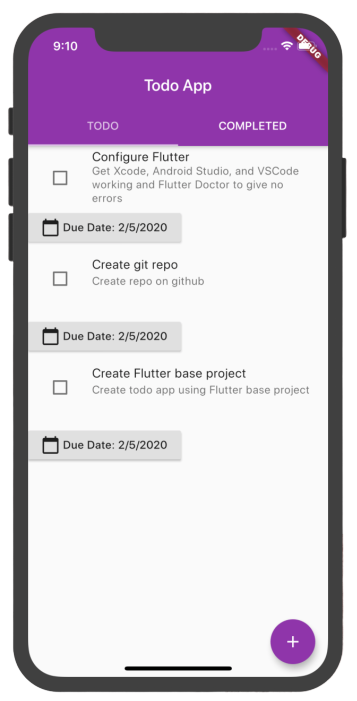 9:10
DEBUG
Todo App
TODO COMPLETED
Configure Flutter
Get Xcode, Android Studio, and VSCode
working and Flutter Doctor to give no
errors
Due Date: 2/5/2020
Create git repo
Create repo on github
Due Date: 2/5/2020
Create Flutter base project
Create todo app using Flutter base project
Due Date: 2/5/2020
+